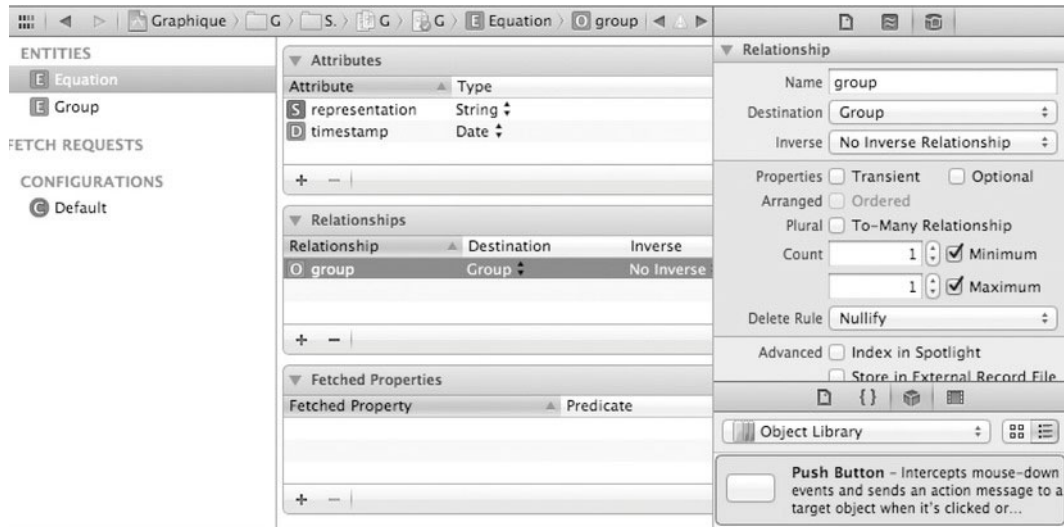 Graphique G S. G G E Equation O group
ENTITIES
E Equation
E Group
FETCH REQUESTS
CONFIGURATIONS
C Default
Attributes
Attribute Type
S representation String
D timestamp Date
+ −
Relationships
Relationship Destination Inverse
O group Group No Inverse
+ −
Fetched Properties
Fetched Property Predicate
+ −
Relationship
Name group
Destination Group
Inverse No Inverse Relationship
Properties Transient Optional
Arranged Ordered
Plural To-Many Relationship
Count 1 Minimum
1 Maximum
Delete Rule Nullify
Advanced Index in Spotlight
Store in External Record File
{ }
Object Library
Push Button – Intercepts mouse-down
events and sends an action message to a
target object when it's clicked or...